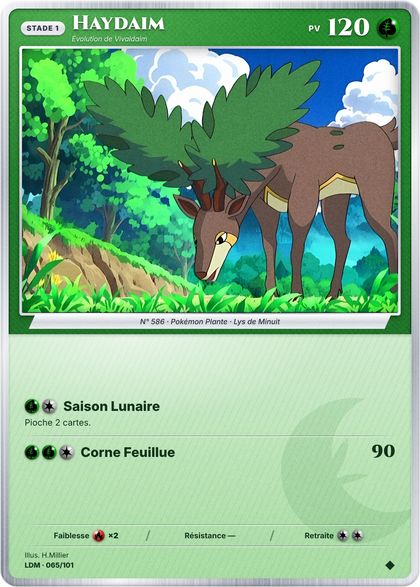 STADE 1 HAYDAIM PV 120
Évolution de Vivaldaim
N° 586 · Pokémon Plante · Lys de Minuit
Saison Lunaire
Pioche 2 cartes.
Corne Feuillue 90
Faiblesse ×2 / Résistance — / Retraite
Illus. H.Millier
LDM · 065/101